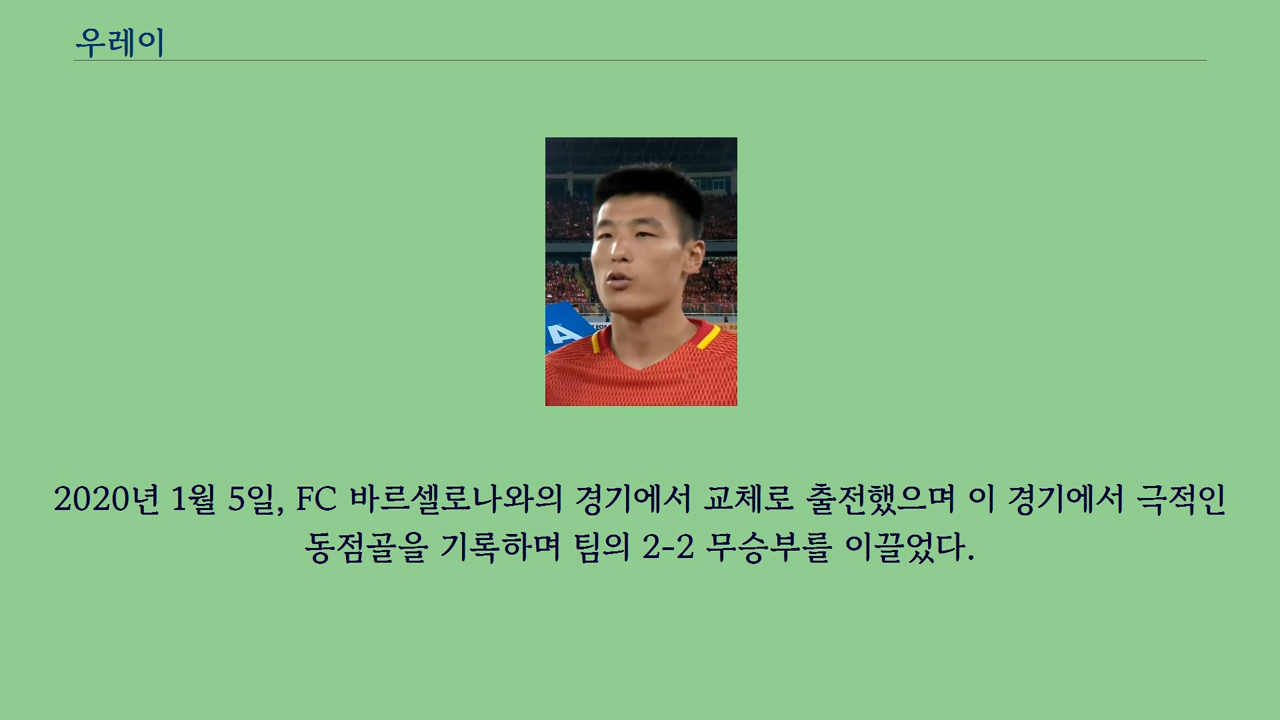 우레이
A
2020년 1월 5일, FC 바르셀로나와의 경기에서 교체로 출전했으며 이 경기에서 극적인
동점골을 기록하며 팀의 2-2 무승부를 이끌었다.